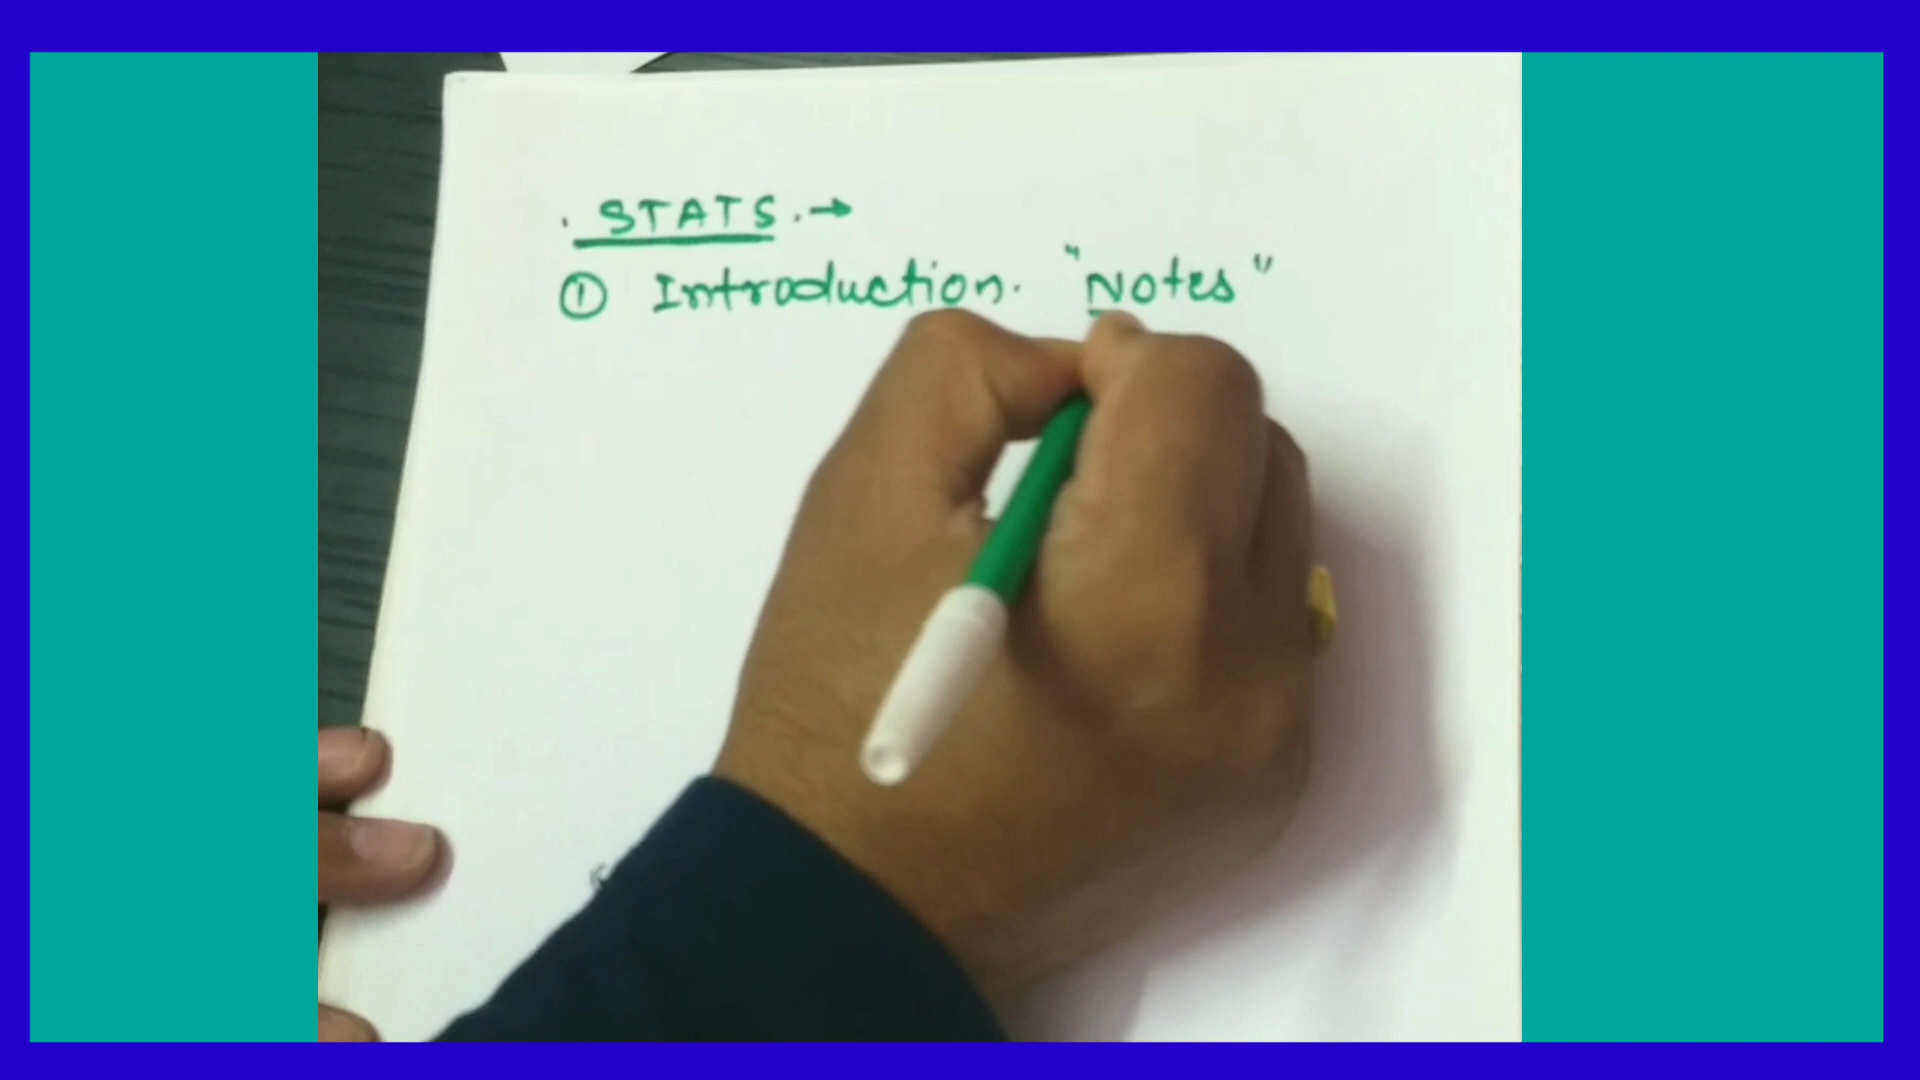 . STATS . →
① Introduction. "Notes"